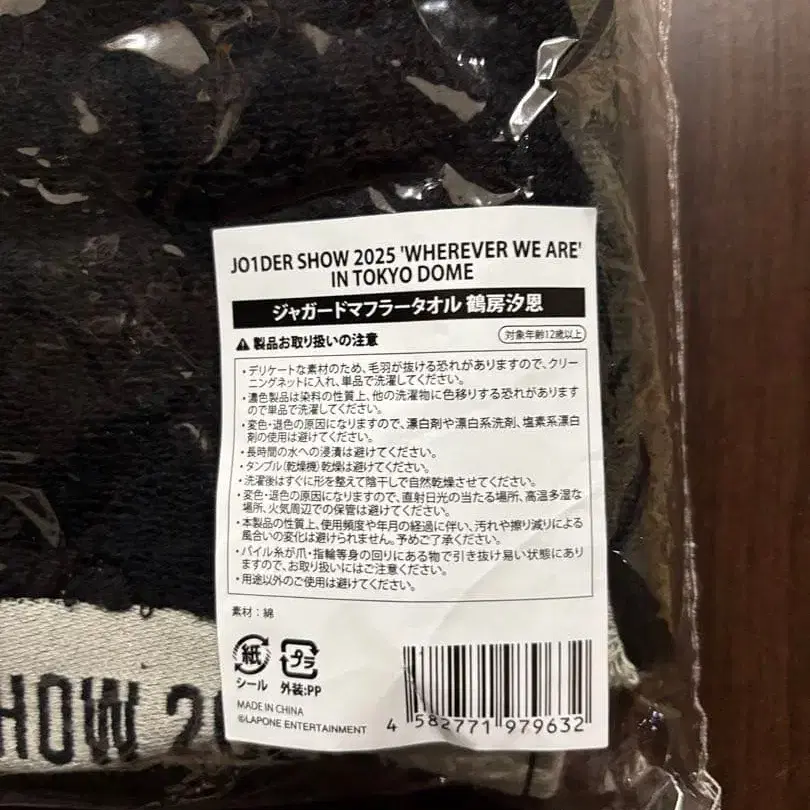 JO1DER SHOW 2025 'WHEREVER WE ARE'
IN TOKYO DOME
ジャガードマフラータオル 鶴房汐恩
製品お取り扱いの注意
対象年齢12歳以上
・デリケートな素材のため、毛羽が抜ける恐れがありますので、クリー
ニングネットに入れ、単品で洗濯してください。
・濃色製品は染料の性質上、他の洗濯物に色移りする恐れがあります
ので単品で洗濯してください。
・変色・退色の原因になりますので、漂白剤や漂白系洗剤、塩素系漂白
剤の使用は避けてください。
・長時間の水への浸漬は避けてください。
・タンブル(乾燥機)乾燥は避けてください。
・洗濯後はすぐに形を整えて陰干しで自然乾燥させてください。
・変色・退色の原因になりますので、直射日光の当たる場所、高温多湿な
場所、火気周辺での保管は避けてください。
・本製品の性質上、使用頻度や年月の経過に伴い、汚れや擦り減りによる
風合いの変化は避けられません。予めご了承ください。
・パイル糸が爪・指輪等身の回りにある物で引き抜け易い状態にあり
ますので、お取り扱いにはご注意ください。
・用途以外のご使用は避けてください。
素材：綿
紙
プラ
シール
外装:PP
MADE IN CHINA
©LAPONE ENTERTAINMENT
4 582771 979632
HOW 2